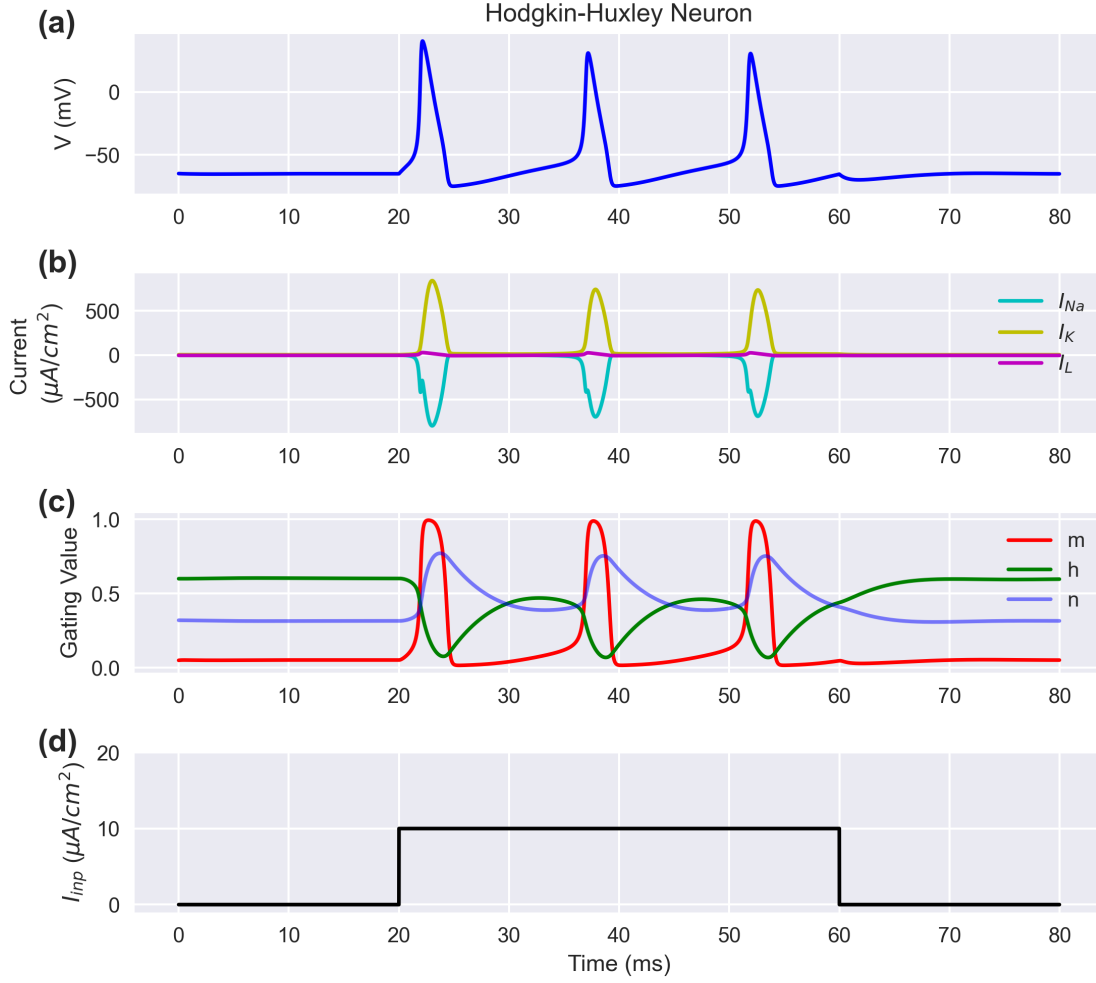 Hodgkin-Huxley Neuron
(a)
V (mV)
0
−50
0 10 20 30 40 50 60 70 80
(b)
Current
(μA/cm²)
500
0
−500
I_Na
I_K
I_L
0 10 20 30 40 50 60 70 80
(c)
Gating Value
1.0
0.5
0.0
m
h
n
0 10 20 30 40 50 60 70 80
(d)
I_inp (μA/cm²)
20
10
0
0 10 20 30 40 50 60 70 80
Time (ms)